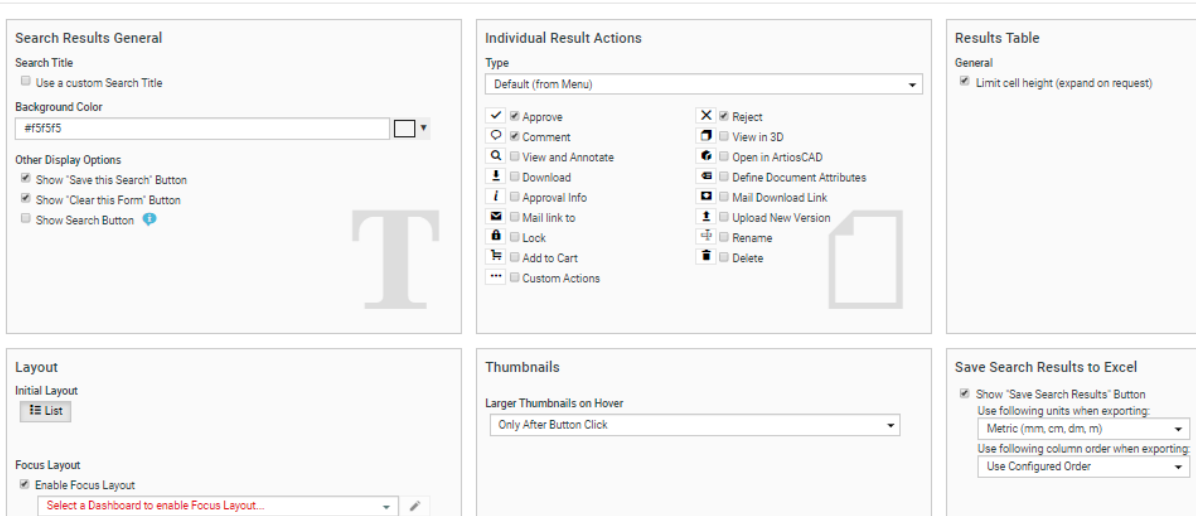 Search Results General
Search Title
Use a custom Search Title
Background Color
#f5f5f5
Other Display Options
Show "Save this Search" Button
Show "Clear this Form" Button
Show Search Button
T
Individual Result Actions
Type
Default (from Menu)
Approve
Reject
Comment
View in 3D
View and Annotate
Open in ArtiosCAD
Download
Define Document Attributes
Approval Info
Mail Download Link
Mail link to
Upload New Version
Lock
Rename
Add to Cart
Delete
Custom Actions
Results Table
General
Limit cell height (expand on request)
Layout
Initial Layout
List
Focus Layout
Enable Focus Layout
Select a Dashboard to enable Focus Layout...
Thumbnails
Larger Thumbnails on Hover
Only After Button Click
Save Search Results to Excel
Show "Save Search Results" Button
Use following units when exporting:
Metric (mm, cm, dm, m)
Use following column order when exporting:
Use Configured Order